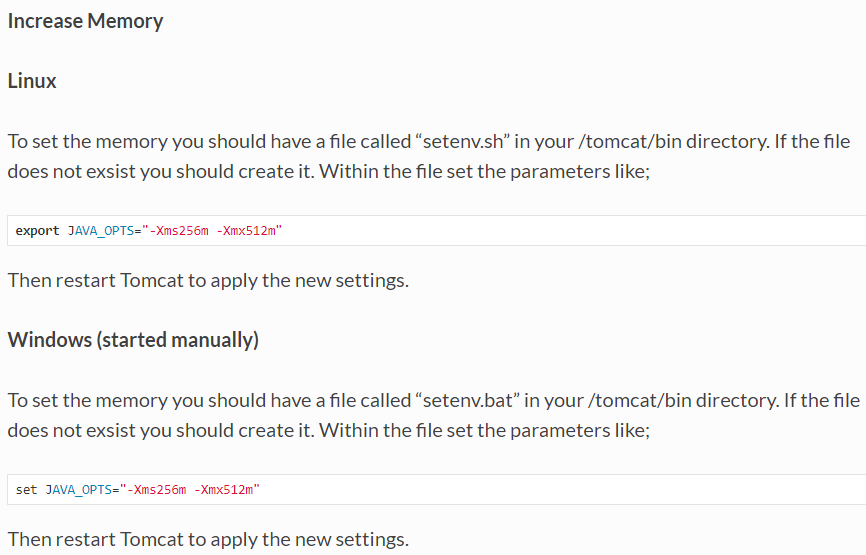 Increase Memory
Linux
To set the memory you should have a file called “setenv.sh” in your /tomcat/bin directory. If the file
does not exsist you should create it. Within the file set the parameters like;
export JAVA_OPTS="-Xms256m -Xmx512m"
Then restart Tomcat to apply the new settings.
Windows (started manually)
To set the memory you should have a file called “setenv.bat” in your /tomcat/bin directory. If the file
does not exsist you should create it. Within the file set the parameters like;
set JAVA_OPTS="-Xms256m -Xmx512m"
Then restart Tomcat to apply the new settings.